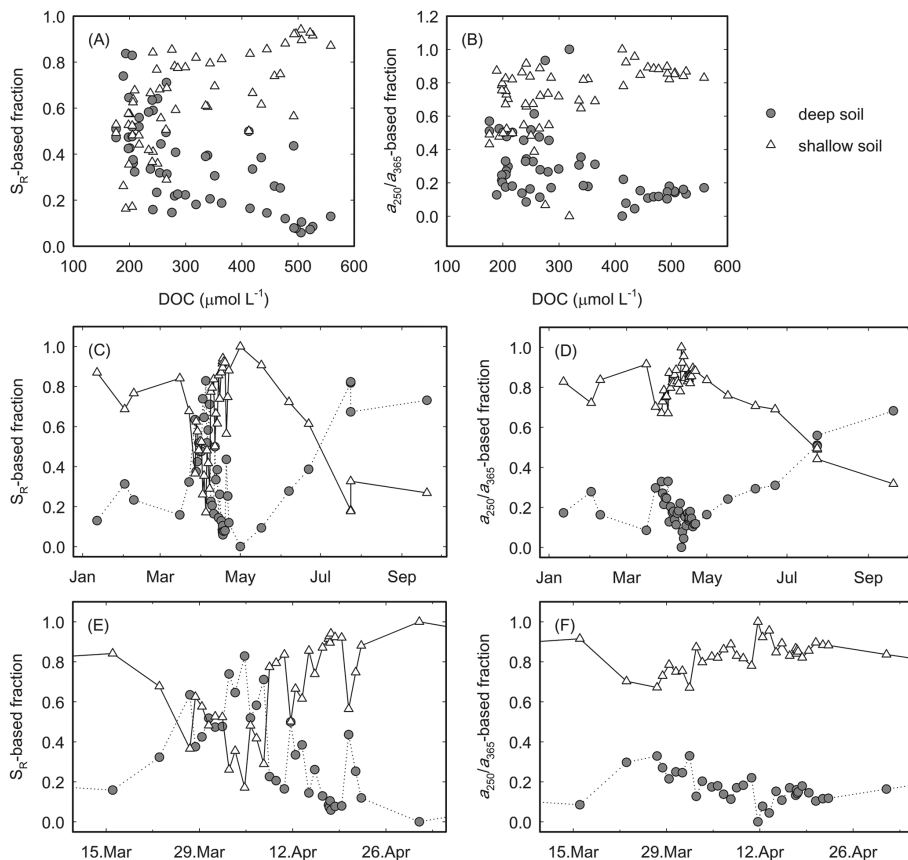 (A)
S_R-based fraction
1.0
0.8
0.6
0.4
0.2
0.0
100 200 300 400 500 600
DOC (µmol L⁻¹)
(B)
a₂₅₀/a₃₆₅-based fraction
1.2
1.0
0.8
0.6
0.4
0.2
0.0
100 200 300 400 500 600
DOC (µmol L⁻¹)
deep soil
shallow soil
(C)
S_R-based fraction
1.0
0.8
0.6
0.4
0.2
0.0
Jan Mar May Jul Sep
(D)
a₂₅₀/a₃₆₅-based fraction
1.0
0.8
0.6
0.4
0.2
0.0
Jan Mar May Jul Sep
(E)
S_R-based fraction
1.0
0.8
0.6
0.4
0.2
0.0
15.Mar 29.Mar 12.Apr 26.Apr
(F)
a₂₅₀/a₃₆₅-based fraction
1.0
0.8
0.6
0.4
0.2
0.0
15.Mar 29.Mar 12.Apr 26.Apr